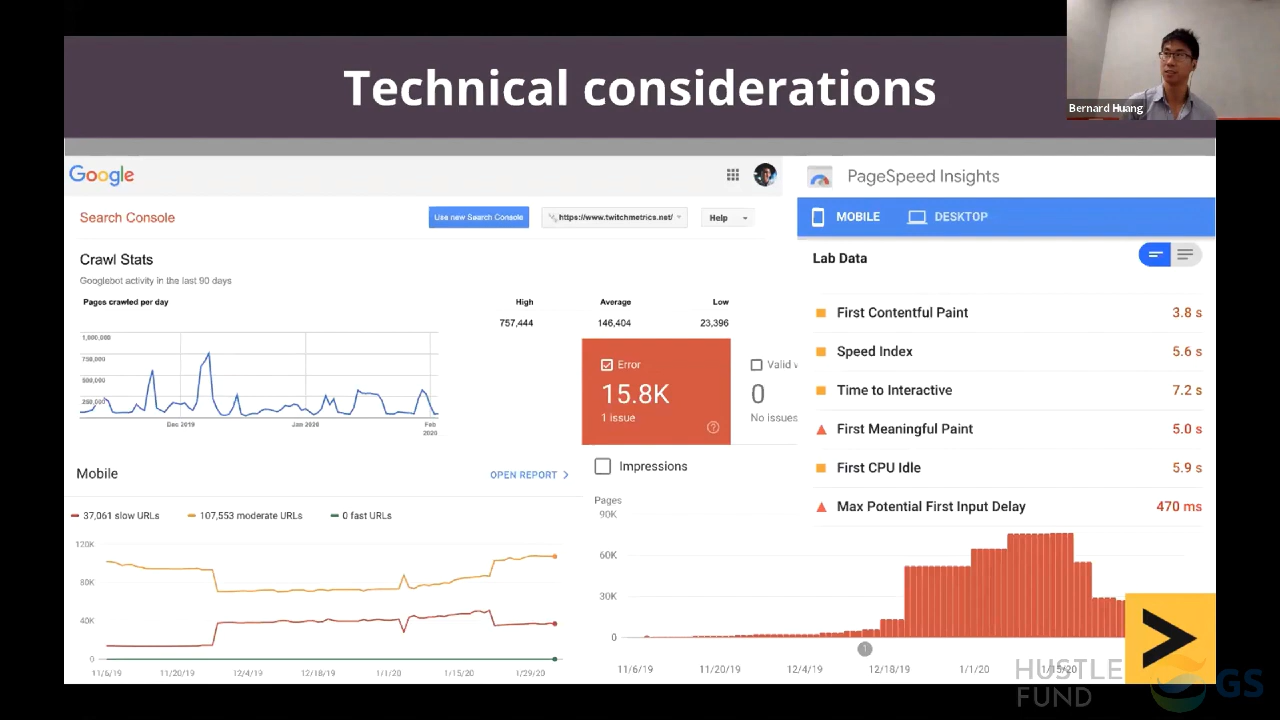 Technical considerations
Bernard Huang
Google
Search Console
Use new Search Console
https://www.twitchmetrics.net/
Help
Crawl Stats
Googlebot activity in the last 90 days
Pages crawled per day
High
Average
Low
757,444
146,404
23,396
1,000,000
750,000
500,000
250,000
Dec 2019
Jan 2020
Feb
2020
Error
15.8K
1 issue
Valid w
0
No issues
Mobile
OPEN REPORT
37,061 slow URLs
107,553 moderate URLs
0 fast URLs
120K
80K
40K
0
11/6/19
11/20/19
12/4/19
12/18/19
1/1/20
1/15/20
1/29/20
Impressions
Pages
90K
60K
30K
0
1
11/6/19
11/20/19
12/4/19
12/18/19
1/1/20
1/15/20
PageSpeed Insights
MOBILE
DESKTOP
Lab Data
First Contentful Paint 3.8 s
Speed Index 5.6 s
Time to Interactive 7.2 s
First Meaningful Paint 5.0 s
First CPU Idle 5.9 s
Max Potential First Input Delay 470 ms
HUSTLE
FUND
GS